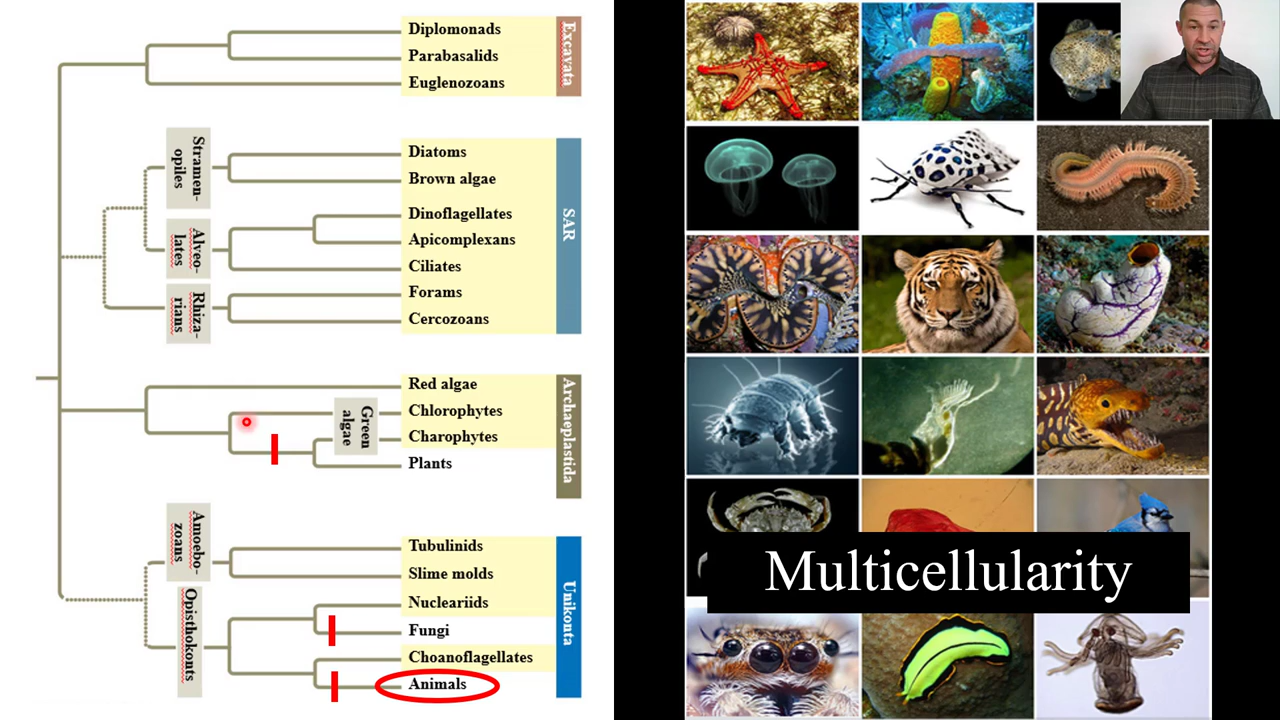 Diplomonads
Parabasalids
Euglenozoans
Excavata
Stramen-
opiles
Diatoms
Brown algae
Alveo-
lates
Dinoflagellates
Apicomplexans
Ciliates
Rhiza-
rians
Forams
Cercozoans
SAR
Red algae
Chlorophytes
Green
algae
Charophytes
Plants
Archaeplastida
Amoebo-
zoans
Tubulinids
Slime molds
Opisthokonts
Nucleariids
Fungi
Choanoflagellates
Animals
Unikonta
Multicellularity